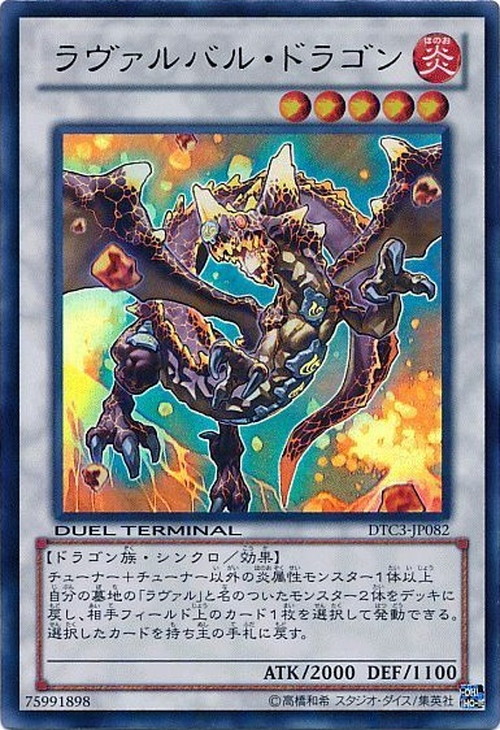 ラヴァルバル・ドラゴン
炎
ほのお
DUEL TERMINAL
DTC3-JP082
【ドラゴン族・シンクロ/効果】
チューナー+チューナー以外の炎属性モンスター1体以上
自分の墓地の「ラヴァル」と名のついたモンスター2体をデッキに
戻し、相手フィールド上のカード1枚を選択して発動できる。
選択したカードを持ち主の手札に戻す。
ATK/2000 DEF/1100
75991898
©高橋和希 スタジオ・ダイス/集英社